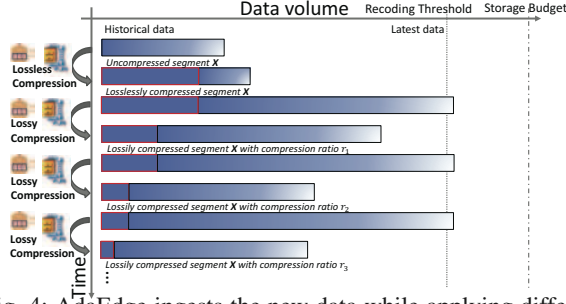 Data volume
Recoding Threshold
Storage Budget
Historical data
Latest data
Uncompressed segment X
Lossless
Compression
Losslessly compressed segment X
Lossy
Compression
Lossily compressed segment X with compression ratio r₁
Lossy
Compression
Lossily compressed segment X with compression ratio r₂
Lossy
Compression
Lossily compressed segment X with compression ratio r₃
Time
⋮
4: AdaEdge ingests the new data while applying